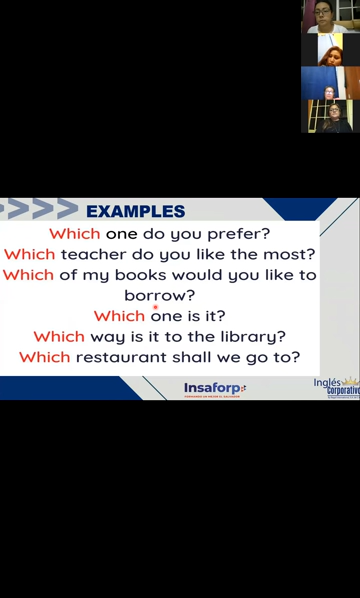 >>>> EXAMPLES
Which one do you prefer?
Which teacher do you like the most?
Which of my books would you like to
borrow?
Which one is it?
Which way is it to the library?
Which restaurant shall we go to?
Insaforp
Inglés
Corporativo